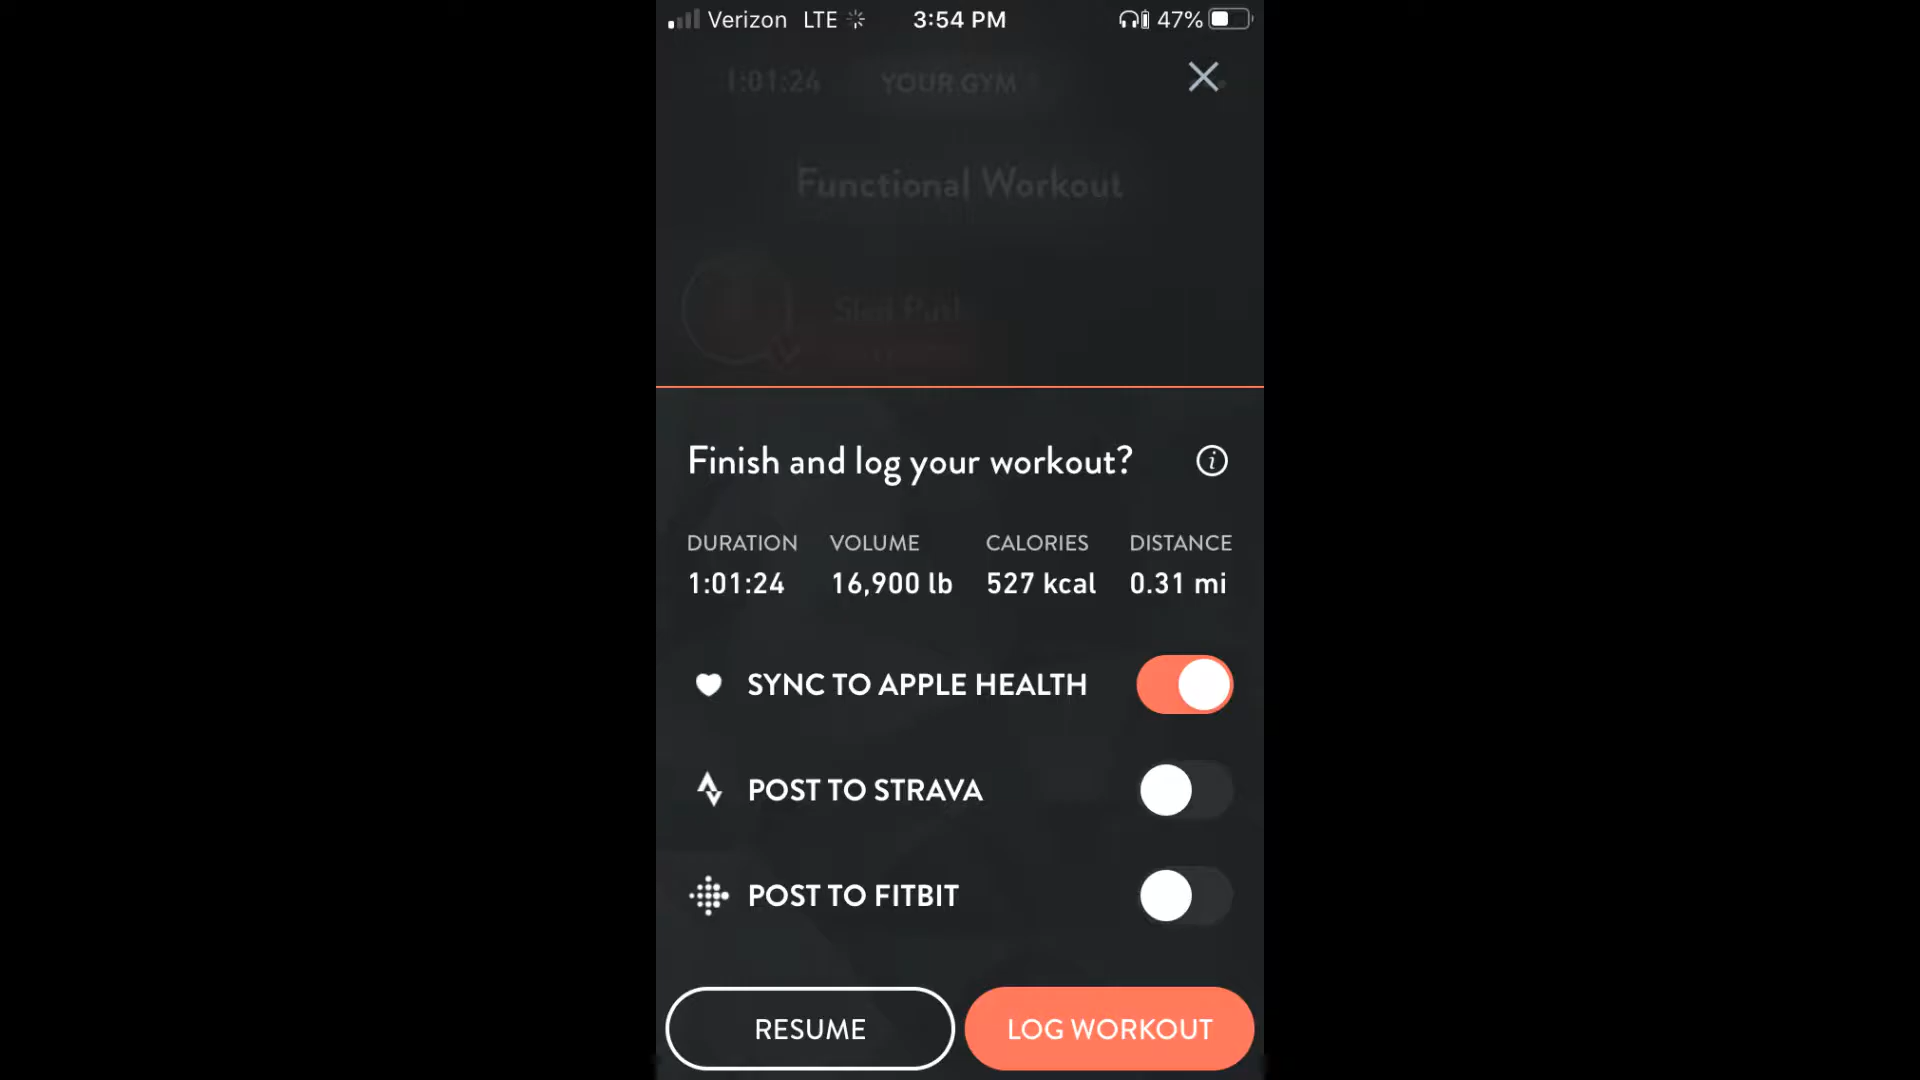 Verizon LTE 3:54 PM 47%
1:01:24 YOUR GYM
Functional Workout
Sled
Finish and log your workout?
DURATION VOLUME CALORIES DISTANCE
1:01:24 16,900 lb 527 kcal 0.31 mi
SYNC TO APPLE HEALTH
POST TO STRAVA
POST TO FITBIT
RESUME LOG WORKOUT